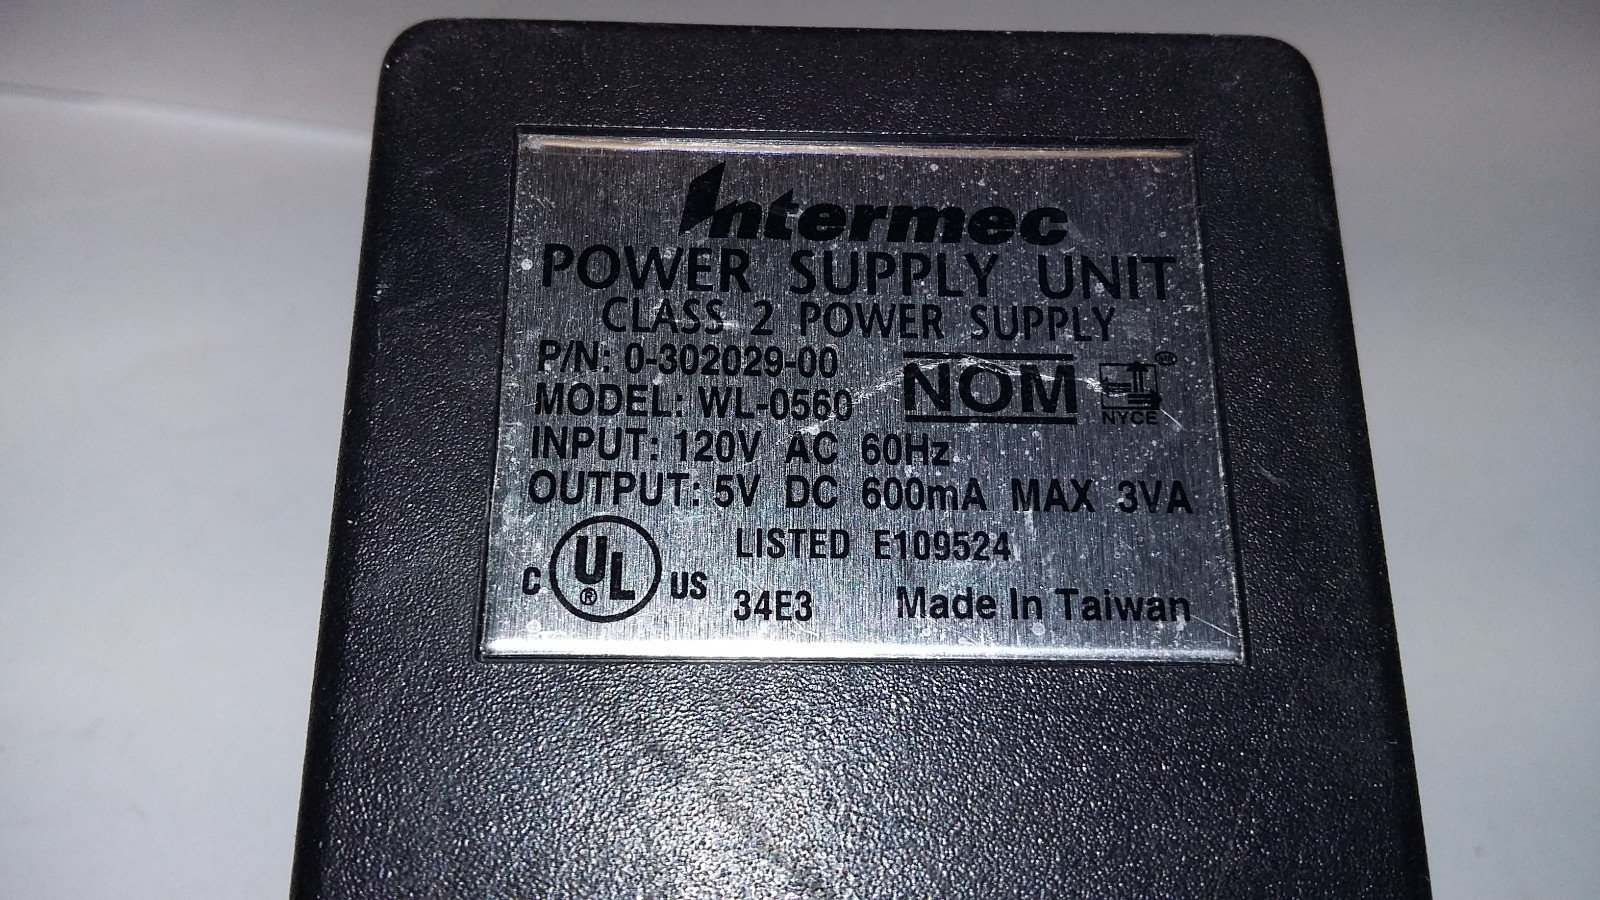 Intermec
POWER SUPPLY UNIT
CLASS 2 POWER SUPPLY
P/N: 0-302029-00
MODEL: WL-0560
NOM
NYCE
INPUT: 120V AC 60Hz
OUTPUT: 5V DC 600mA MAX 3VA
LISTED E109524
C UL ® US
34E3 Made In Taiwan